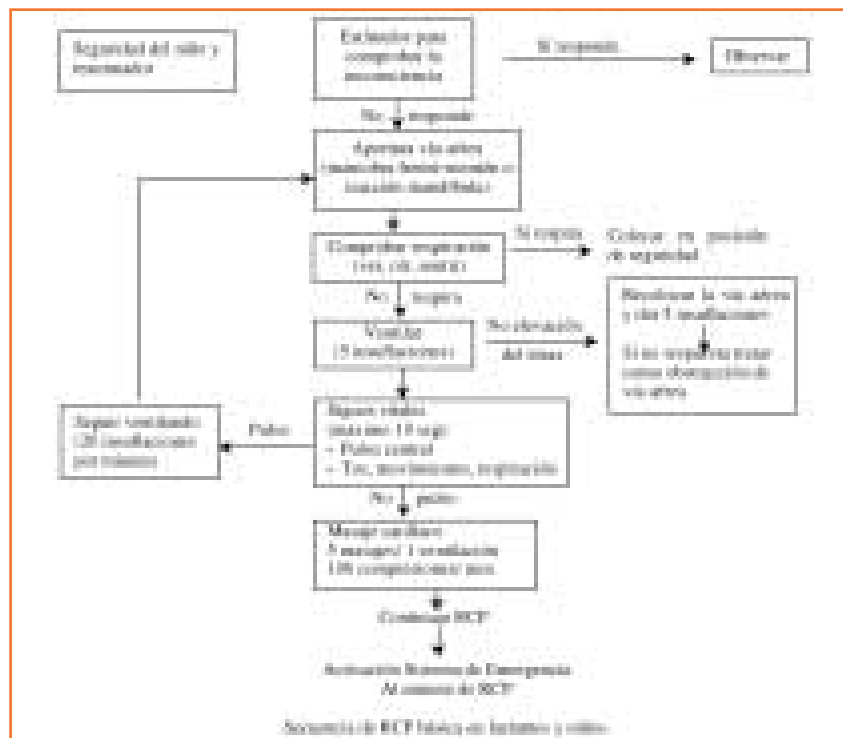 Seguridad del niño y
reanimador
Estimular para
comprobar la
inconsciencia
Si responde
Observar
No responde
Apertura vía aérea
(maniobra frente-mentón o
tracción mandíbula)
Comprobar respiración
(ver, oír, sentir)
Si respira
Colocar en posición
de seguridad
No respira
Ventilar
(5 insuflaciones)
No elevación
del tórax
Recolocar la vía aérea
y dar 5 insuflaciones
Si no respuesta tratar
como obstrucción de
vía aérea
Signos vitales
(máximo 10 seg)
- Pulso central
- Tos, movimientos, respiración
Pulso
Seguir ventilando
(20 insuflaciones
por minuto)
No pulso
Masaje cardíaco
5 masajes/ 1 ventilación
100 compresiones/
Continuar RCP
Activación Sistema de Emergencia
Al minuto de RCP
Secuencia de RCP básica en lactantes y niños